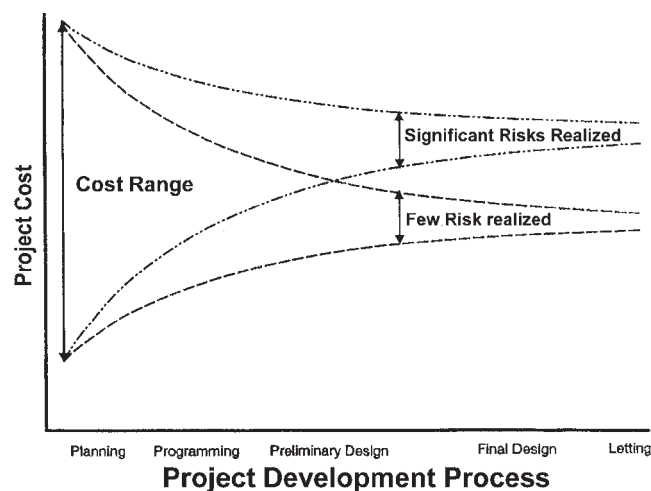 Project Cost
Cost Range
Significant Risks Realized
Few Risk realized
Planning Programming Preliminary Design Final Design Letting
Project Development Process